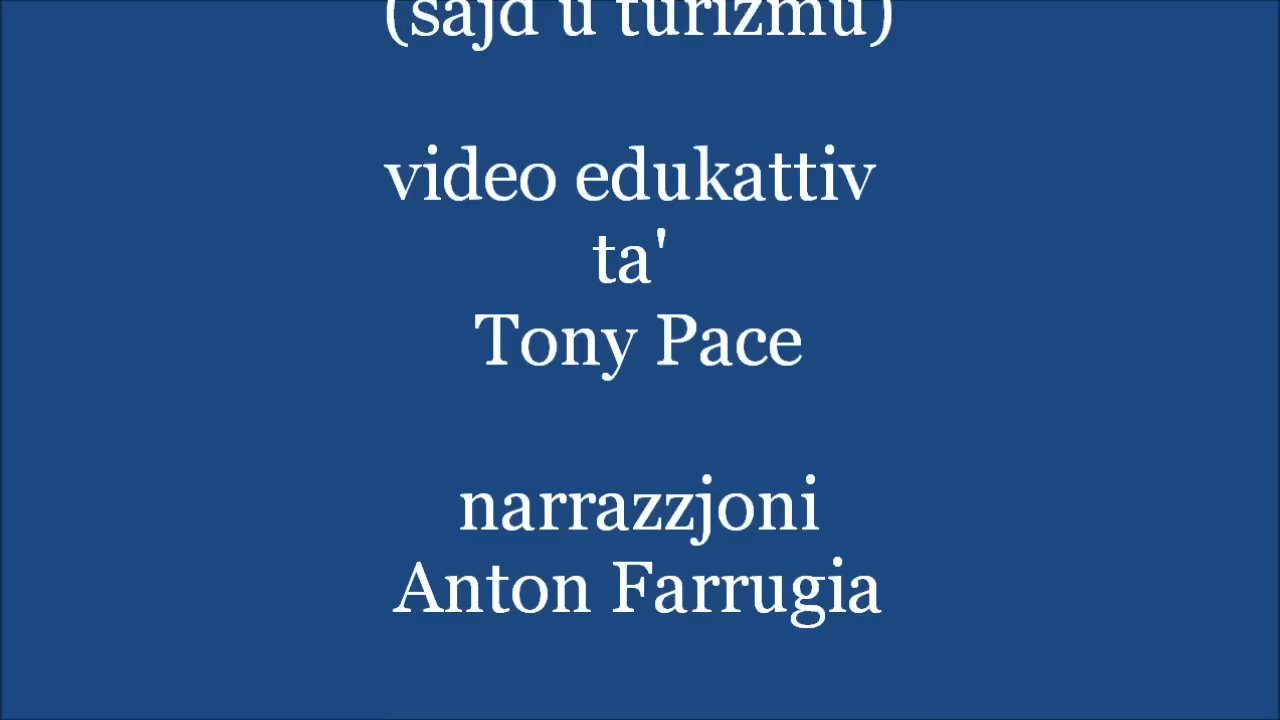 (sajd u turizmu)
video edukattiv
ta'
Tony Pace
narrazzjoni
Anton Farrugia